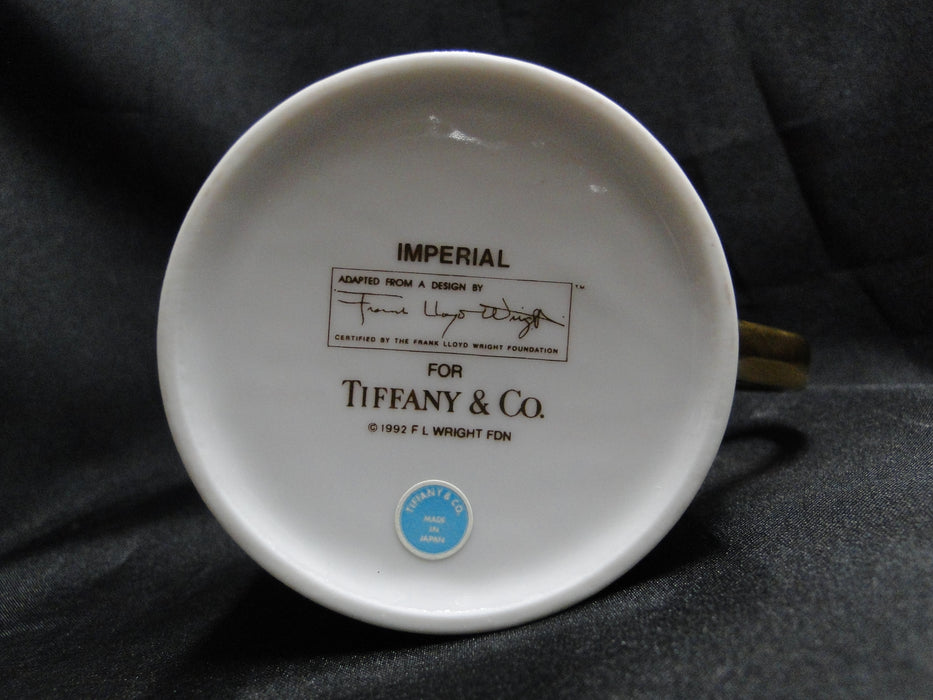 IMPERIAL
ADAPTED FROM A DESIGN BY ™
Frank Lloyd Wright
CERTIFIED BY THE FRANK LLOYD WRIGHT FOUNDATION
FOR
TIFFANY & CO.
© 1992 F L WRIGHT FDN
TIFFANY & CO.
MADE
IN
JAPAN